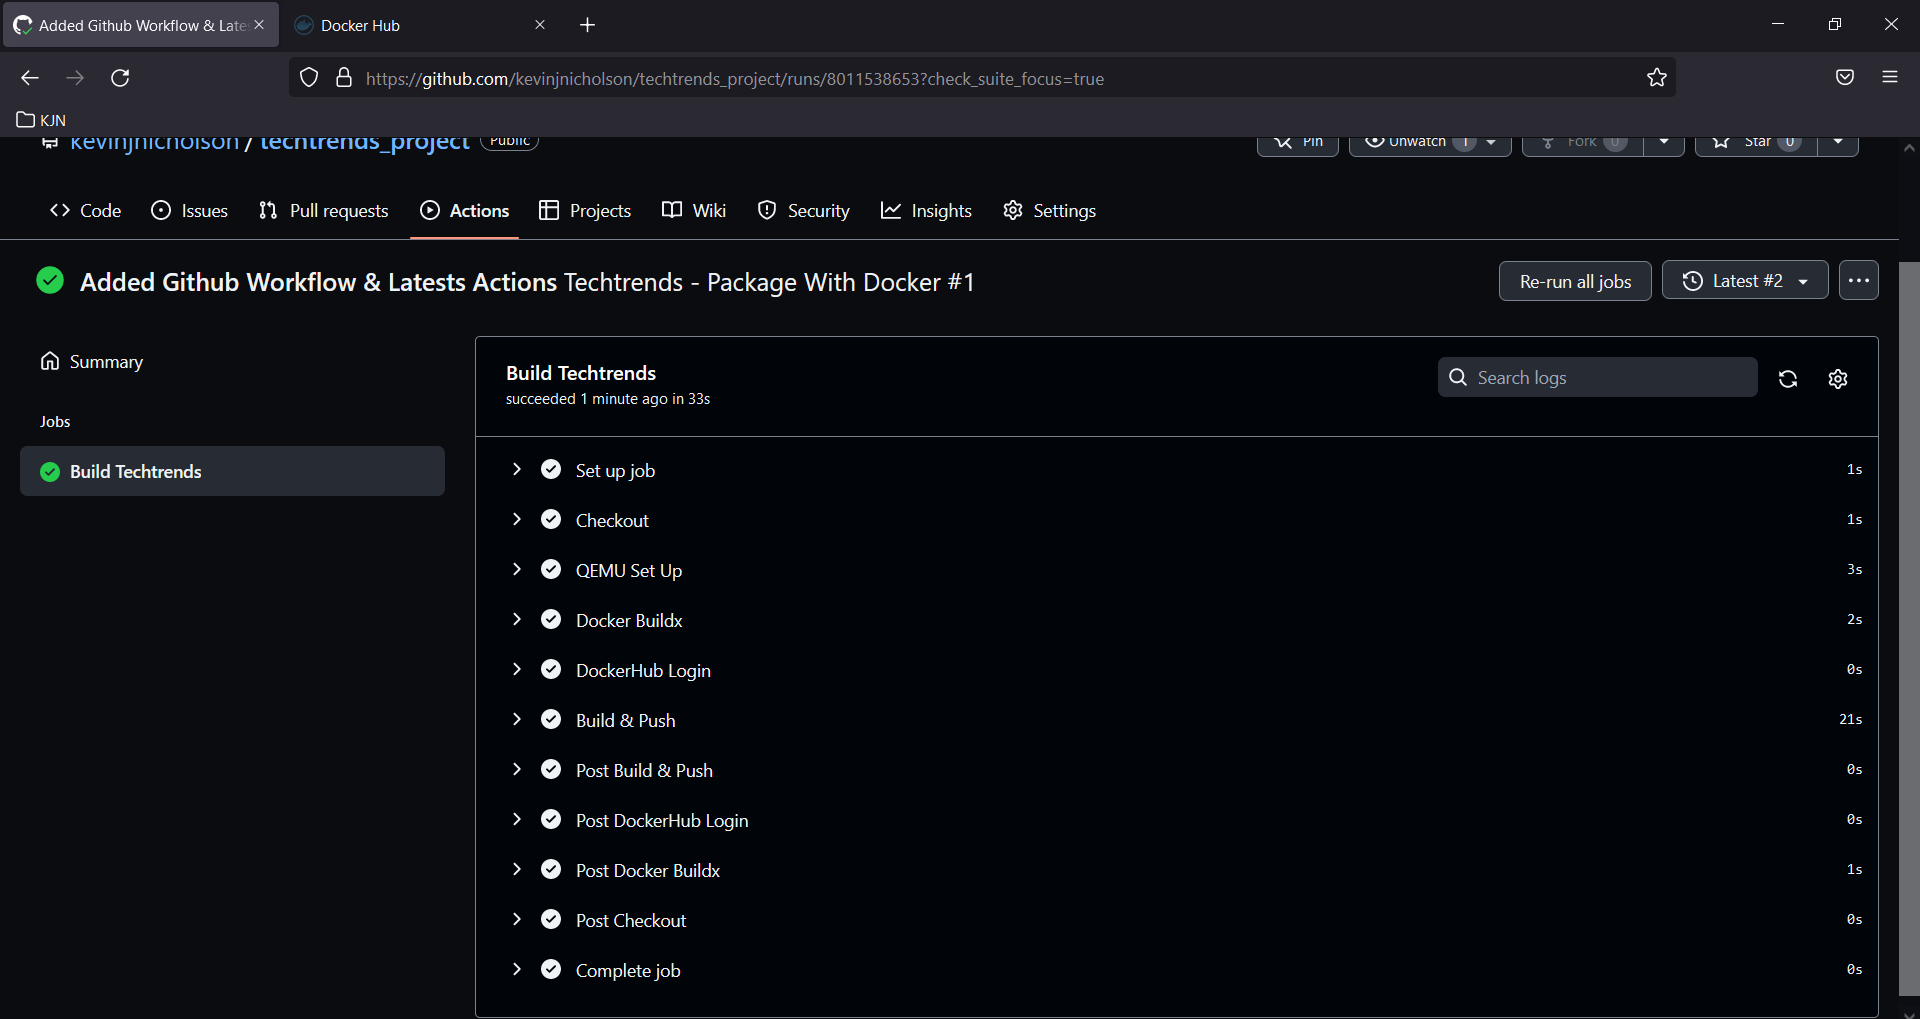 Added Github Workflow & Late
Docker Hub
https://github.com/kevinjnicholson/techtrends_project/runs/8011538653?check_suite_focus=true
KJN
kevinjnicholson / techtrends_project Public
Pin
Unwatch 1
Fork 0
Star 0
Code
Issues
Pull requests
Actions
Projects
Wiki
Security
Insights
Settings
Added Github Workflow & Latests Actions Techtrends - Package With Docker #1
Re-run all jobs
Latest #2
Summary
Jobs
Build Techtrends
Build Techtrends
succeeded 1 minute ago in 33s
Search logs
Set up job 1s
Checkout 1s
QEMU Set Up 3s
Docker Buildx 2s
DockerHub Login 0s
Build & Push 21s
Post Build & Push 0s
Post DockerHub Login 0s
Post Docker Buildx 1s
Post Checkout 0s
Complete job 0s